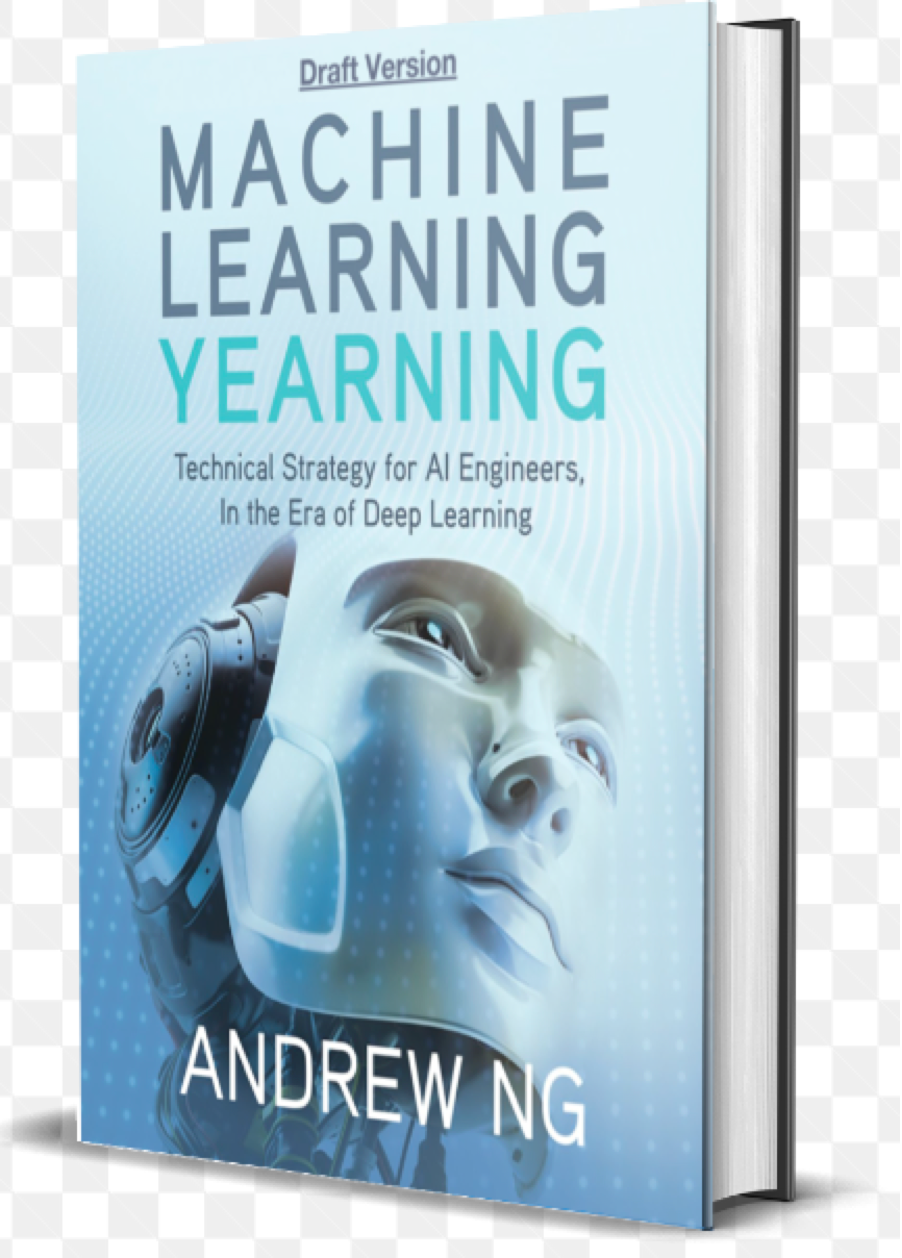 Draft Version
MACHINE
LEARNING
YEARNING
Technical Strategy for AI Engineers,
In the Era of Deep Learning
ANDREW NG